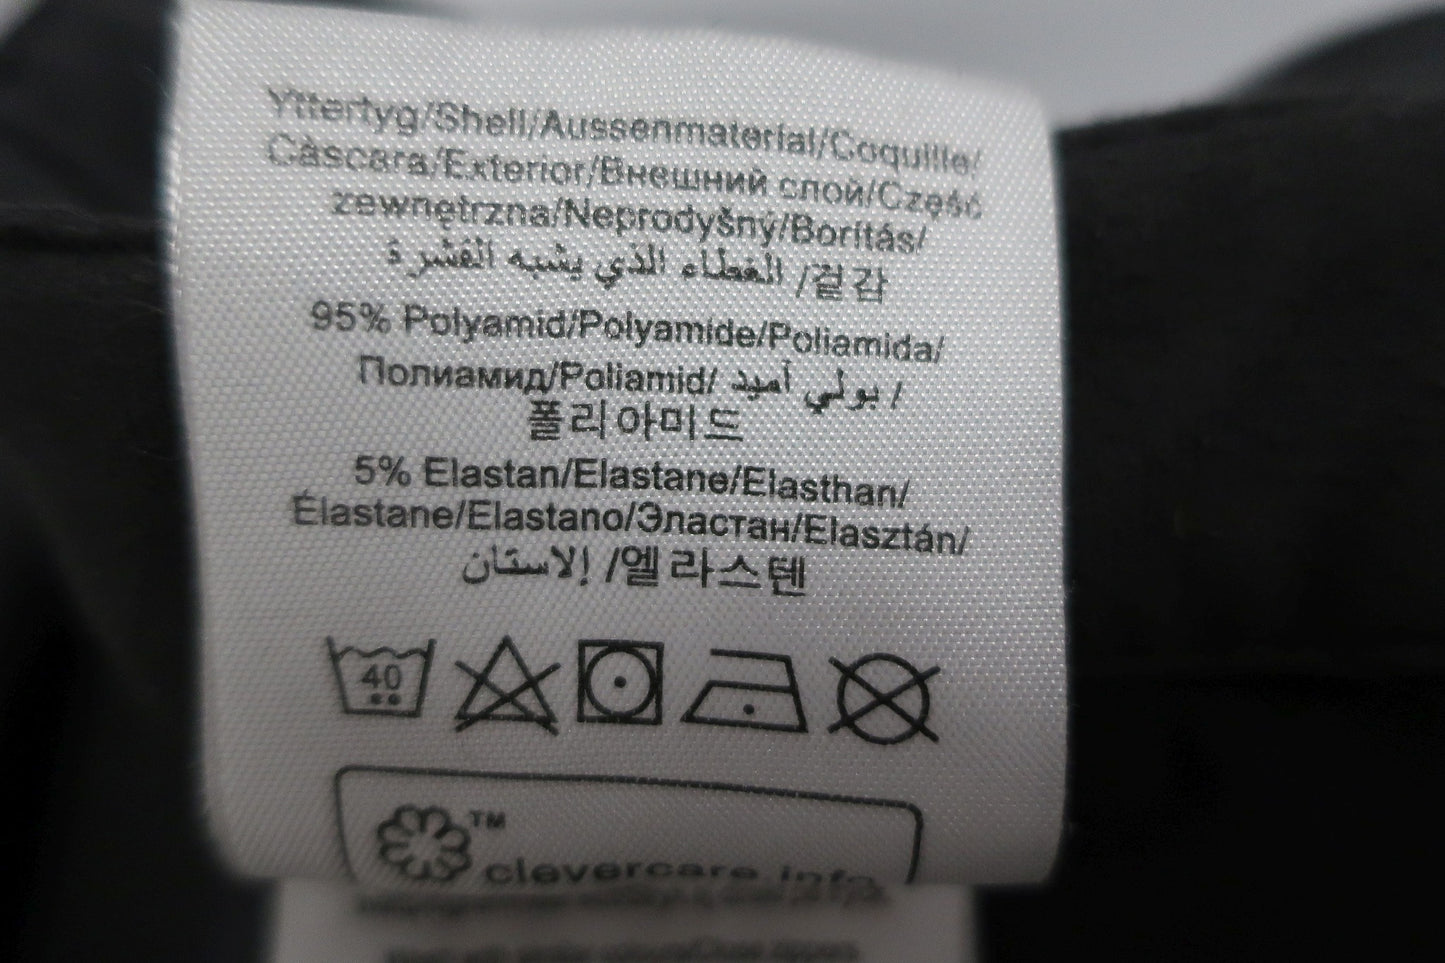 Yttertyg/Shell/Aussenmaterial/Coquille/
Càscara/Exterior/Внешний слой/Część
zewnętrzna/Neprodyšný/Borítás/
الغطاء الذي يشبه القشرة /겉감
95% Polyamid/Polyamide/Poliamida/
Полиамид/Poliamid/ بولي أميد /
폴리아미드
5% Elastan/Elastane/Elasthan/
Élastane/Elastano/Эластан/Elasztán/
إلاستان /엘라스텐
40
TM
clevercare.info